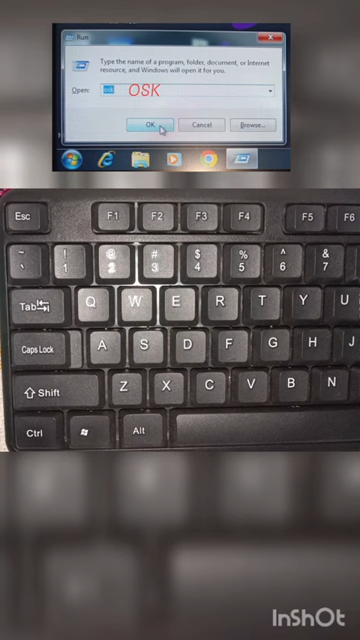 Run
Type the name of a program, folder, document, or Internet
resource, and Windows will open it for you.
Open: osk OSK
OK Cancel Browse...
Esc F1 F2 F3 F4 F5 F6
~ ! @ # $ % ^ &
` 1 2 3 4 5 6 7
Tab Q W E R T Y U
Caps Lock A S D F G H J
Shift Z X C V B N
Ctrl Alt
InShOt